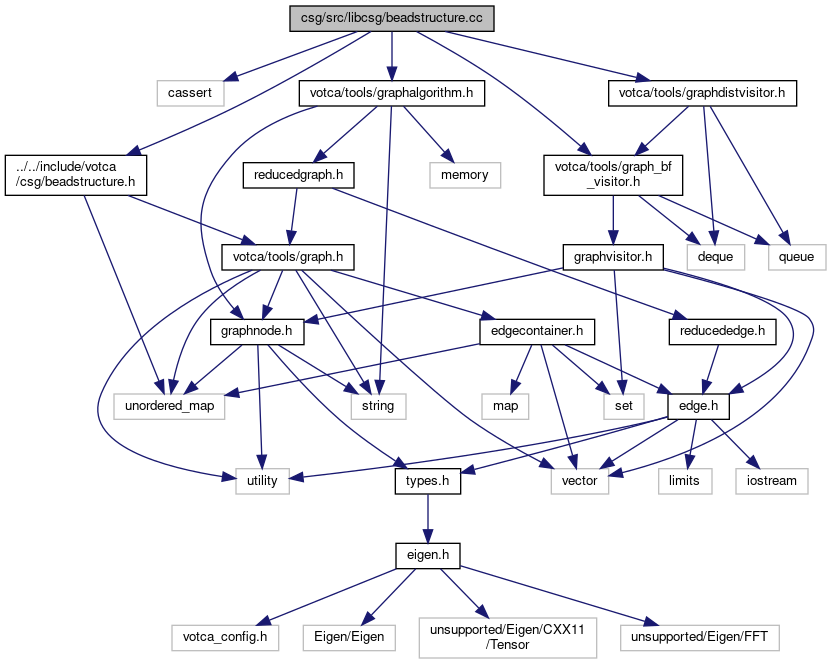 csg/src/libcsg/beadstructure.cc
cassert
votca/tools/graphalgorithm.h
votca/tools/graphdistvisitor.h
../../include/votca
/csg/beadstructure.h
reducedgraph.h
memory
votca/tools/graph_bf
_visitor.h
votca/tools/graph.h
graphvisitor.h
deque
queue
graphnode.h
edgecontainer.h
reducededge.h
unordered_map
string
map
set
edge.h
utility
types.h
vector
limits
iostream
eigen.h
votca_config.h
Eigen/Eigen
unsupported/Eigen/CXX11
/Tensor
unsupported/Eigen/FFT